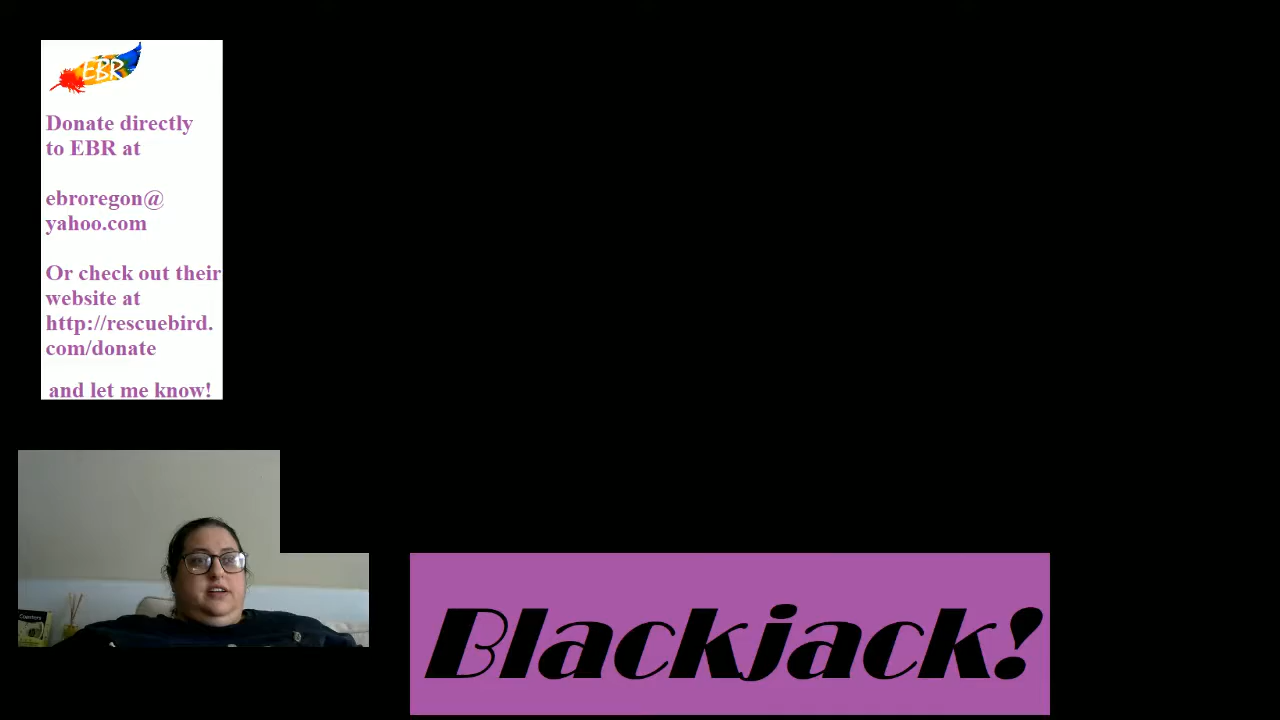 EBR
Donate directly
to EBR at
ebroregon@
yahoo.com
Or check out their
website at
http://rescuebird.
com/donate
and let me know!
Coasters
Blackjack!